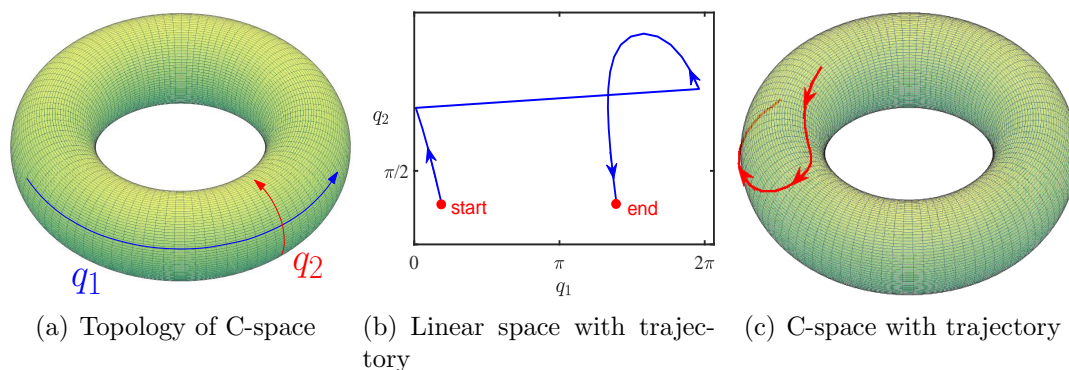 q1
q2
q2
π/2
start
end
0
π
2π
q1
(a) Topology of C-space
(b) Linear space with trajec-
tory
(c) C-space with trajectory